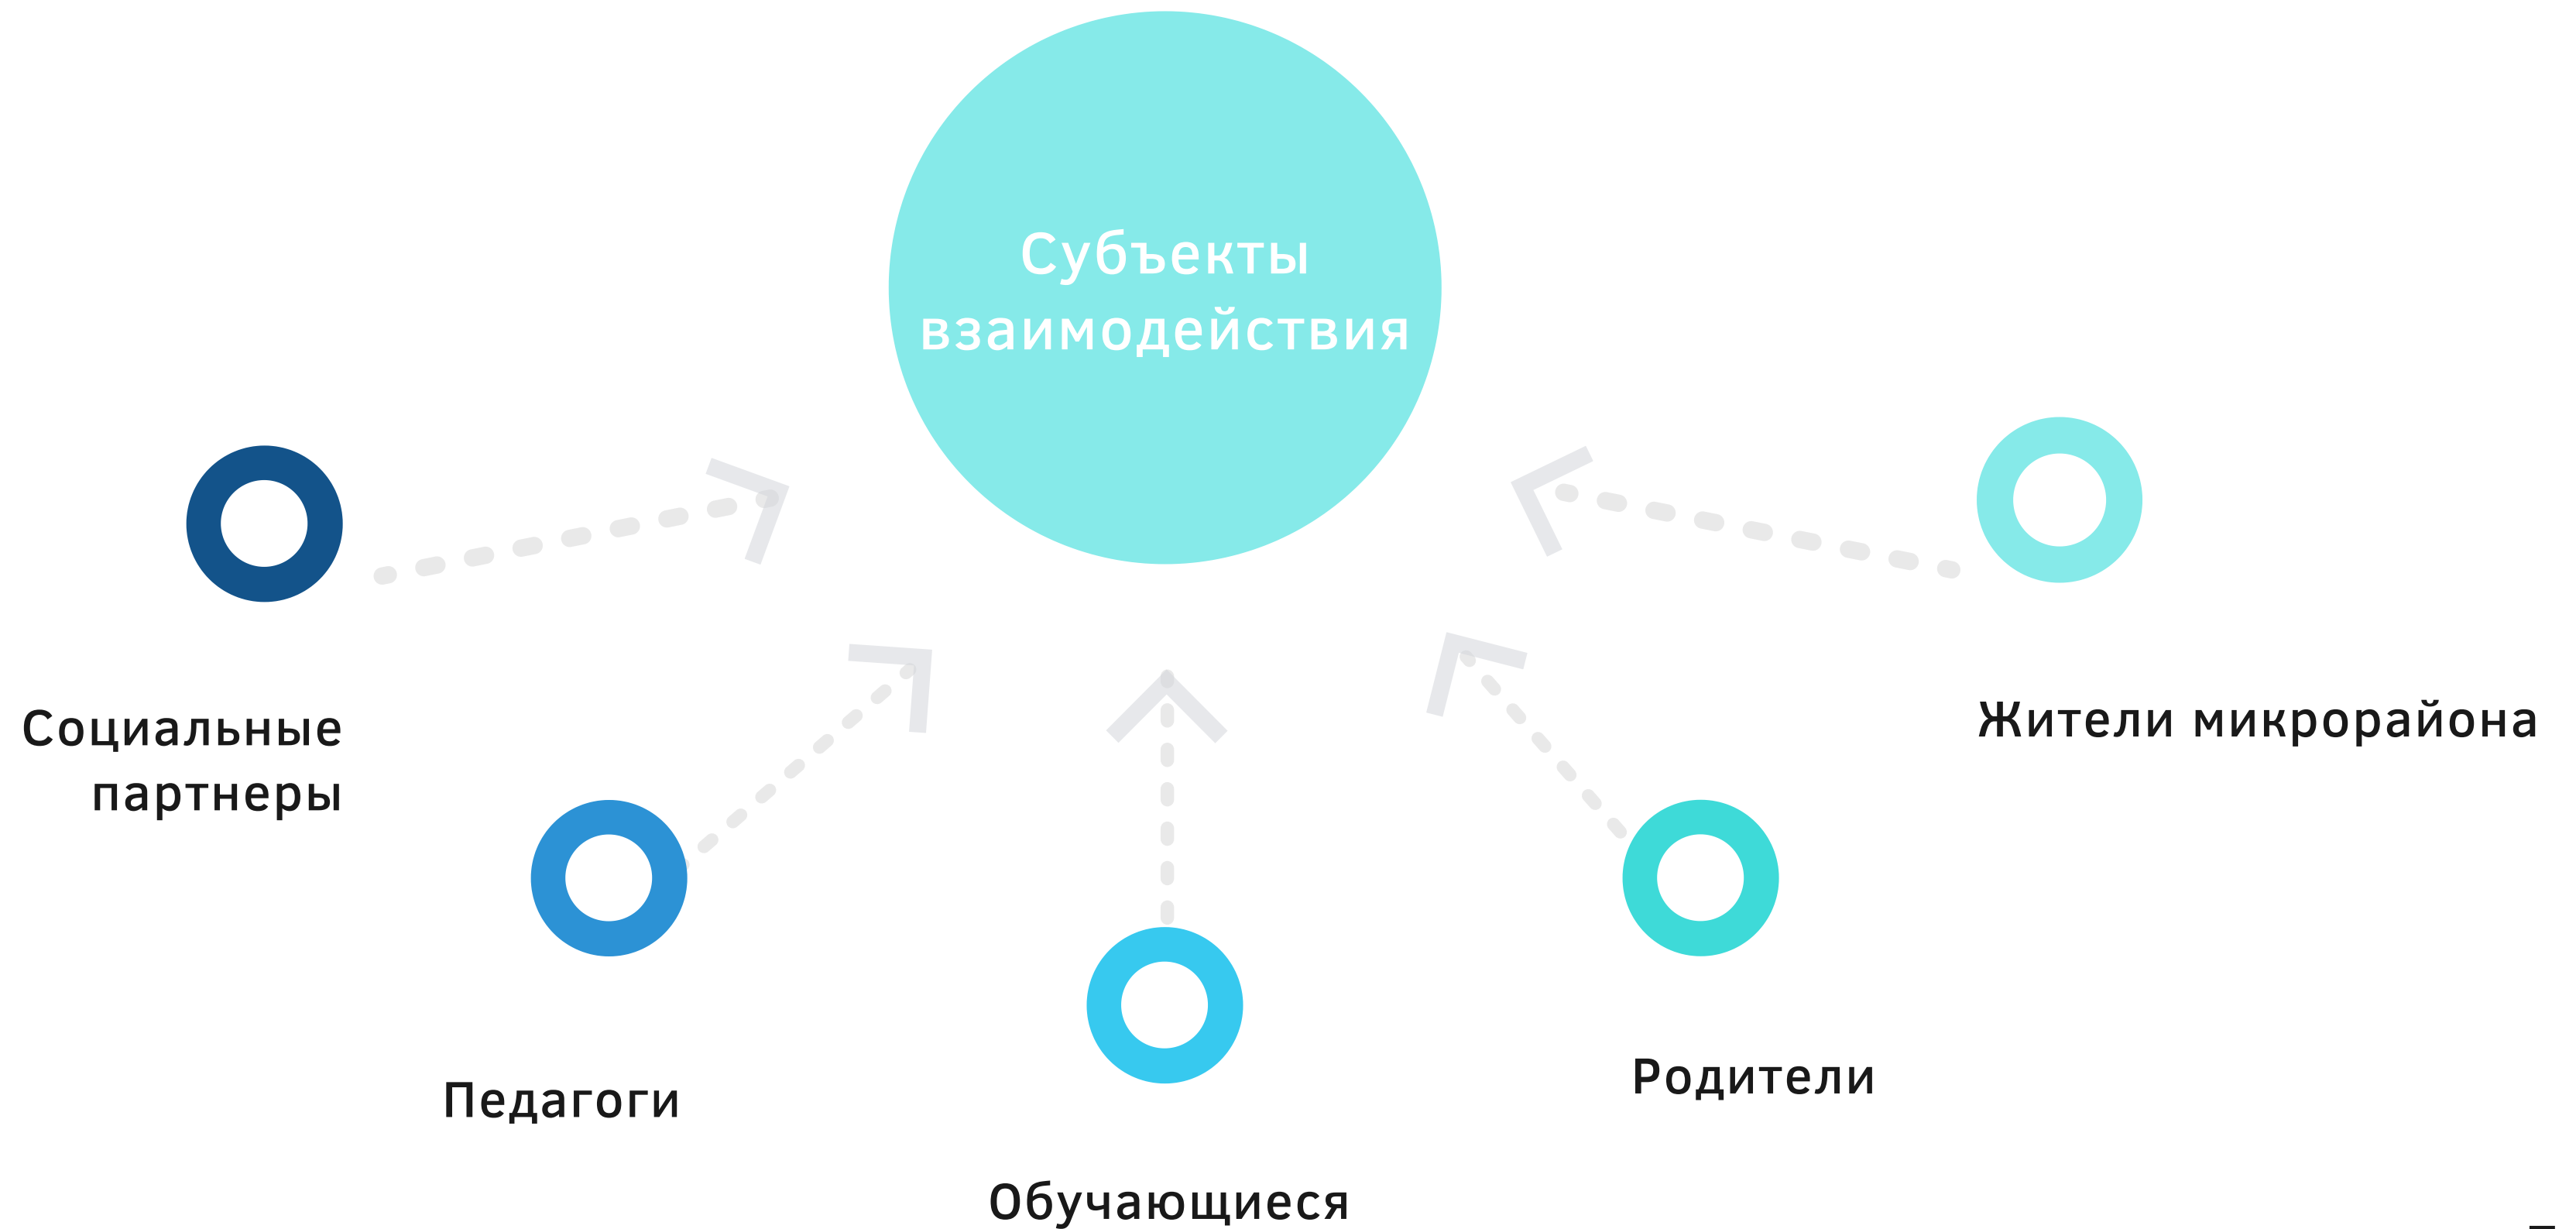 Субъекты
взаимодействия
Социальные
партнеры
Жители микрорайона
Педагоги
Родители
Обучающиеся